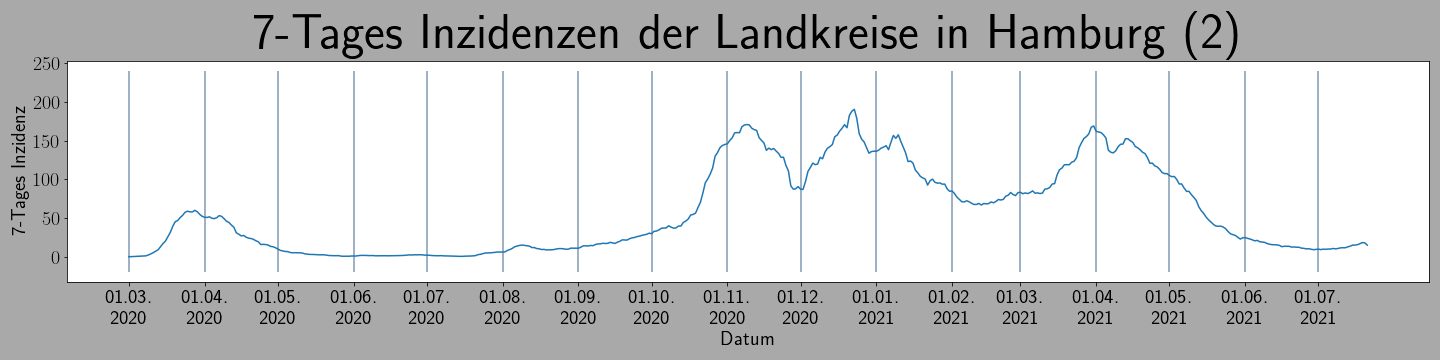 7-Tages Inzidenzen der Landkreise in Hamburg (2)
7-Tages Inzidenz
250
200
150
100
50
0
01.03. 01.04. 01.05. 01.06. 01.07. 01.08. 01.09. 01.10. 01.11. 01.12. 01.01. 01.02. 01.03. 01.04. 01.05. 01.06. 01.07.
2020 2020 2020 2020 2020 2020 2020 2020 2020 2020 2021 2021 2021 2021 2021 2021 2021
Datum